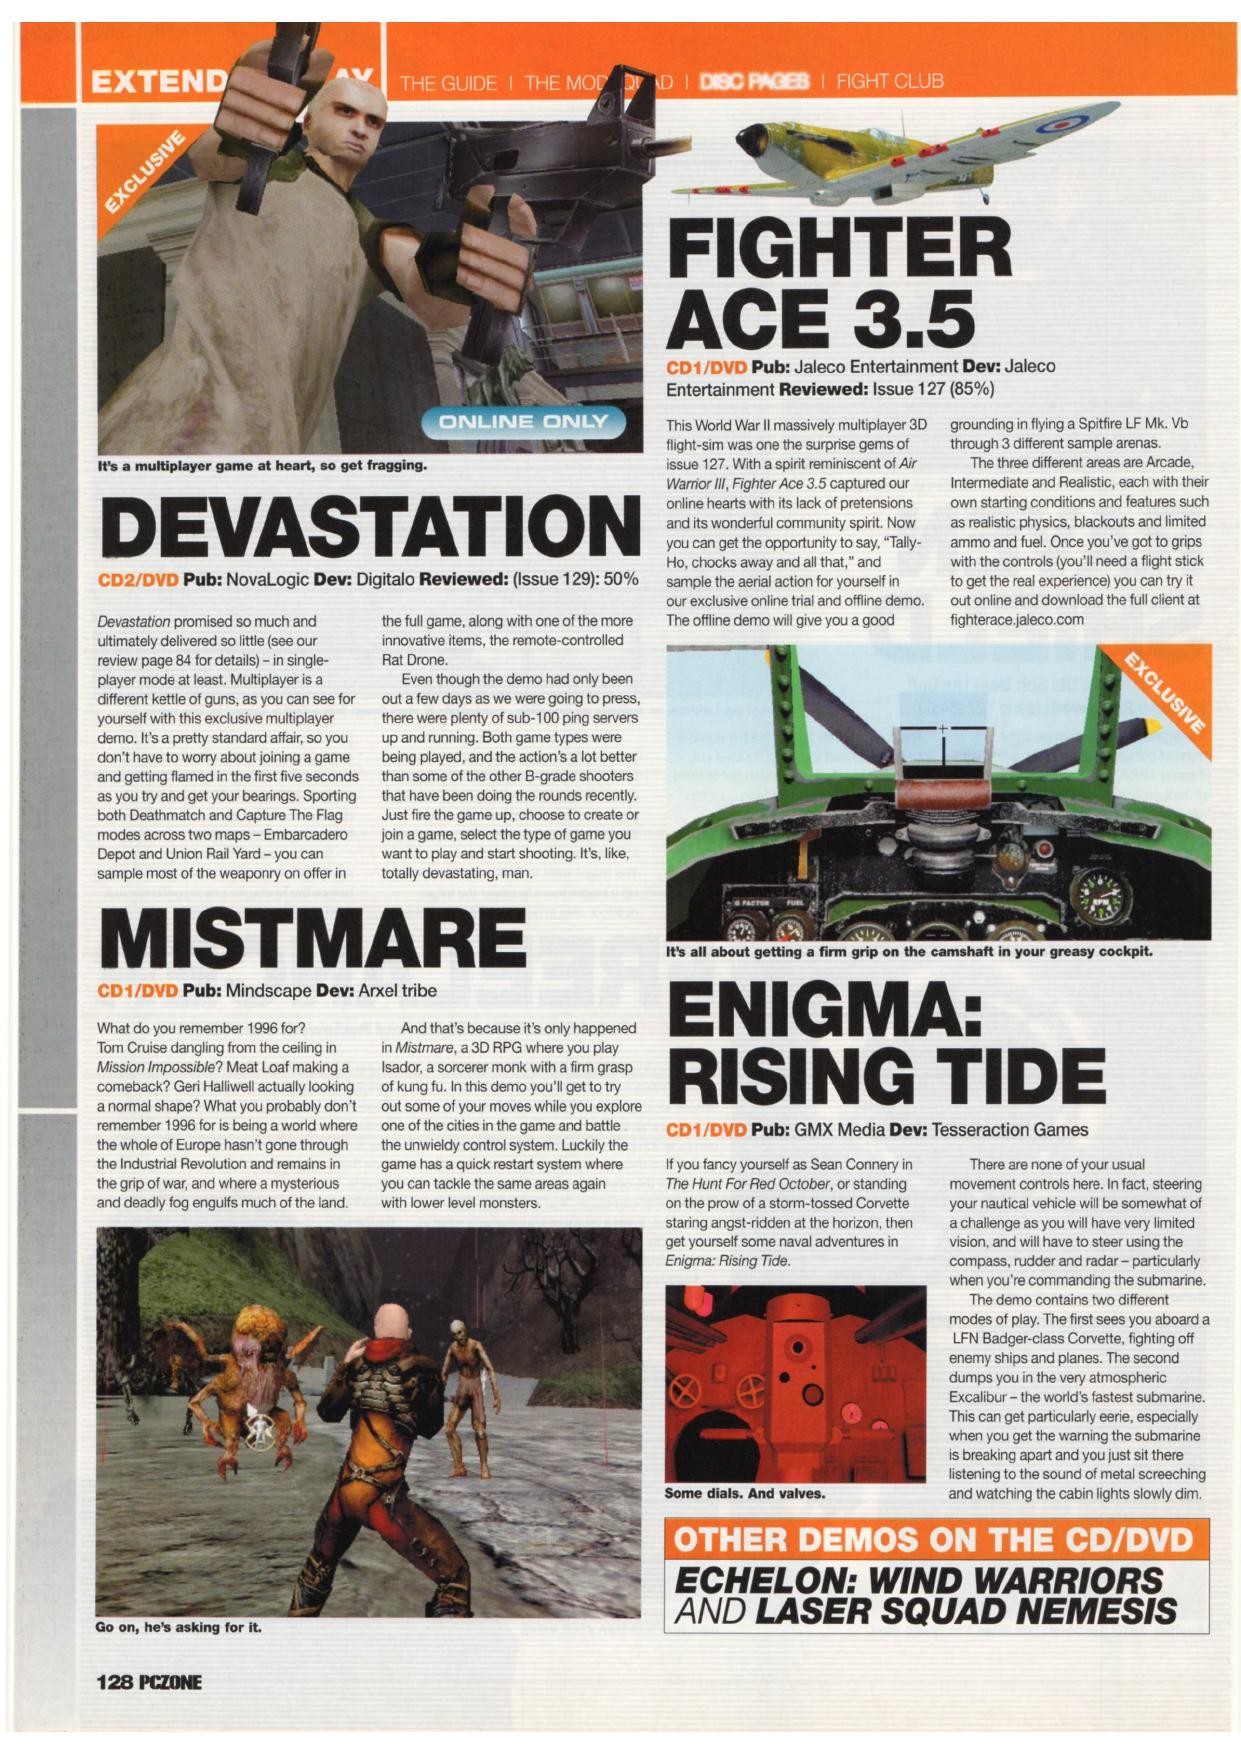 EXTEND AY
THE GUIDE | THE MOD SQUAD | DISC PAGES | FIGHT CLUB
EXCLUSIVE
ONLINE ONLY
It's a multiplayer game at heart, so get fragging.
DEVASTATION
CD2/DVD Pub: NovaLogic Dev: Digitalo Reviewed: (Issue 129): 50%
Devastation promised so much and
ultimately delivered so little (see our
review page 84 for details) – in single-
player mode at least. Multiplayer is a
different kettle of guns, as you can see for
yourself with this exclusive multiplayer
demo. It's a pretty standard affair, so you
don't have to worry about joining a game
and getting flamed in the first five seconds
as you try and get your bearings. Sporting
both Deathmatch and Capture The Flag
modes across two maps – Embarcadero
Depot and Union Rail Yard – you can
sample most of the weaponry on offer in
the full game, along with one of the more
innovative items, the remote-controlled
Rat Drone.
Even though the demo had only been
out a few days as we were going to press,
there were plenty of sub-100 ping servers
up and running. Both game types were
being played, and the action's a lot better
than some of the other B-grade shooters
that have been doing the rounds recently.
Just fire the game up, choose to create or
join a game, select the type of game you
want to play and start shooting. It's, like,
totally devastating, man.
MISTMARE
CD1/DVD Pub: Mindscape Dev: Arxel tribe
What do you remember 1996 for?
Tom Cruise dangling from the ceiling in
Mission Impossible? Meat Loaf making a
comeback? Geri Halliwell actually looking
a normal shape? What you probably don't
remember 1996 for is being a world where
the whole of Europe hasn't gone through
the Industrial Revolution and remains in
the grip of war, and where a mysterious
and deadly fog engulfs much of the land.
And that's because it's only happened
in Mistmare, a 3D RPG where you play
Isador, a sorcerer monk with a firm grasp
of kung fu. In this demo you'll get to try
out some of your moves while you explore
one of the cities in the game and battle
the unwieldy control system. Luckily the
game has a quick restart system where
you can tackle the same areas again
with lower level monsters.
Go on, he's asking for it.
FIGHTER
ACE 3.5
CD1/DVD Pub: Jaleco Entertainment Dev: Jaleco
Entertainment Reviewed: Issue 127 (85%)
This World War II massively multiplayer 3D
flight-sim was one the surprise gems of
issue 127. With a spirit reminiscent of Air
Warrior III, Fighter Ace 3.5 captured our
online hearts with its lack of pretensions
and its wonderful community spirit. Now
you can get the opportunity to say, "Tally-
Ho, chocks away and all that," and
sample the aerial action for yourself in
our exclusive online trial and offline demo.
The offline demo will give you a good
grounding in flying a Spitfire LF Mk. Vb
through 3 different sample arenas.
The three different areas are Arcade,
Intermediate and Realistic, each with their
own starting conditions and features such
as realistic physics, blackouts and limited
ammo and fuel. Once you've got to grips
with the controls (you'll need a flight stick
to get the real experience) you can try it
out online and download the full client at
fighterace.jaleco.com
EXCLUSIVE
G FACTOR FUEL
RPM
It's all about getting a firm grip on the camshaft in your greasy cockpit.
ENIGMA:
RISING TIDE
CD1/DVD Pub: GMX Media Dev: Tesseraction Games
If you fancy yourself as Sean Connery in
The Hunt For Red October, or standing
on the prow of a storm-tossed Corvette
staring angst-ridden at the horizon, then
get yourself some naval adventures in
Enigma: Rising Tide.
Some dials. And valves.
There are none of your usual
movement controls here. In fact, steering
your nautical vehicle will be somewhat of
a challenge as you will have very limited
vision, and will have to steer using the
compass, rudder and radar – particularly
when you're commanding the submarine.
The demo contains two different
modes of play. The first sees you aboard a
LFN Badger-class Corvette, fighting off
enemy ships and planes. The second
dumps you in the very atmospheric
Excalibur – the world's fastest submarine.
This can get particularly eerie, especially
when you get the warning the submarine
is breaking apart and you just sit there
listening to the sound of metal screeching
and watching the cabin lights slowly dim.
OTHER DEMOS ON THE CD/DVD
ECHELON: WIND WARRIORS
AND LASER SQUAD NEMESIS
128 PCZONE